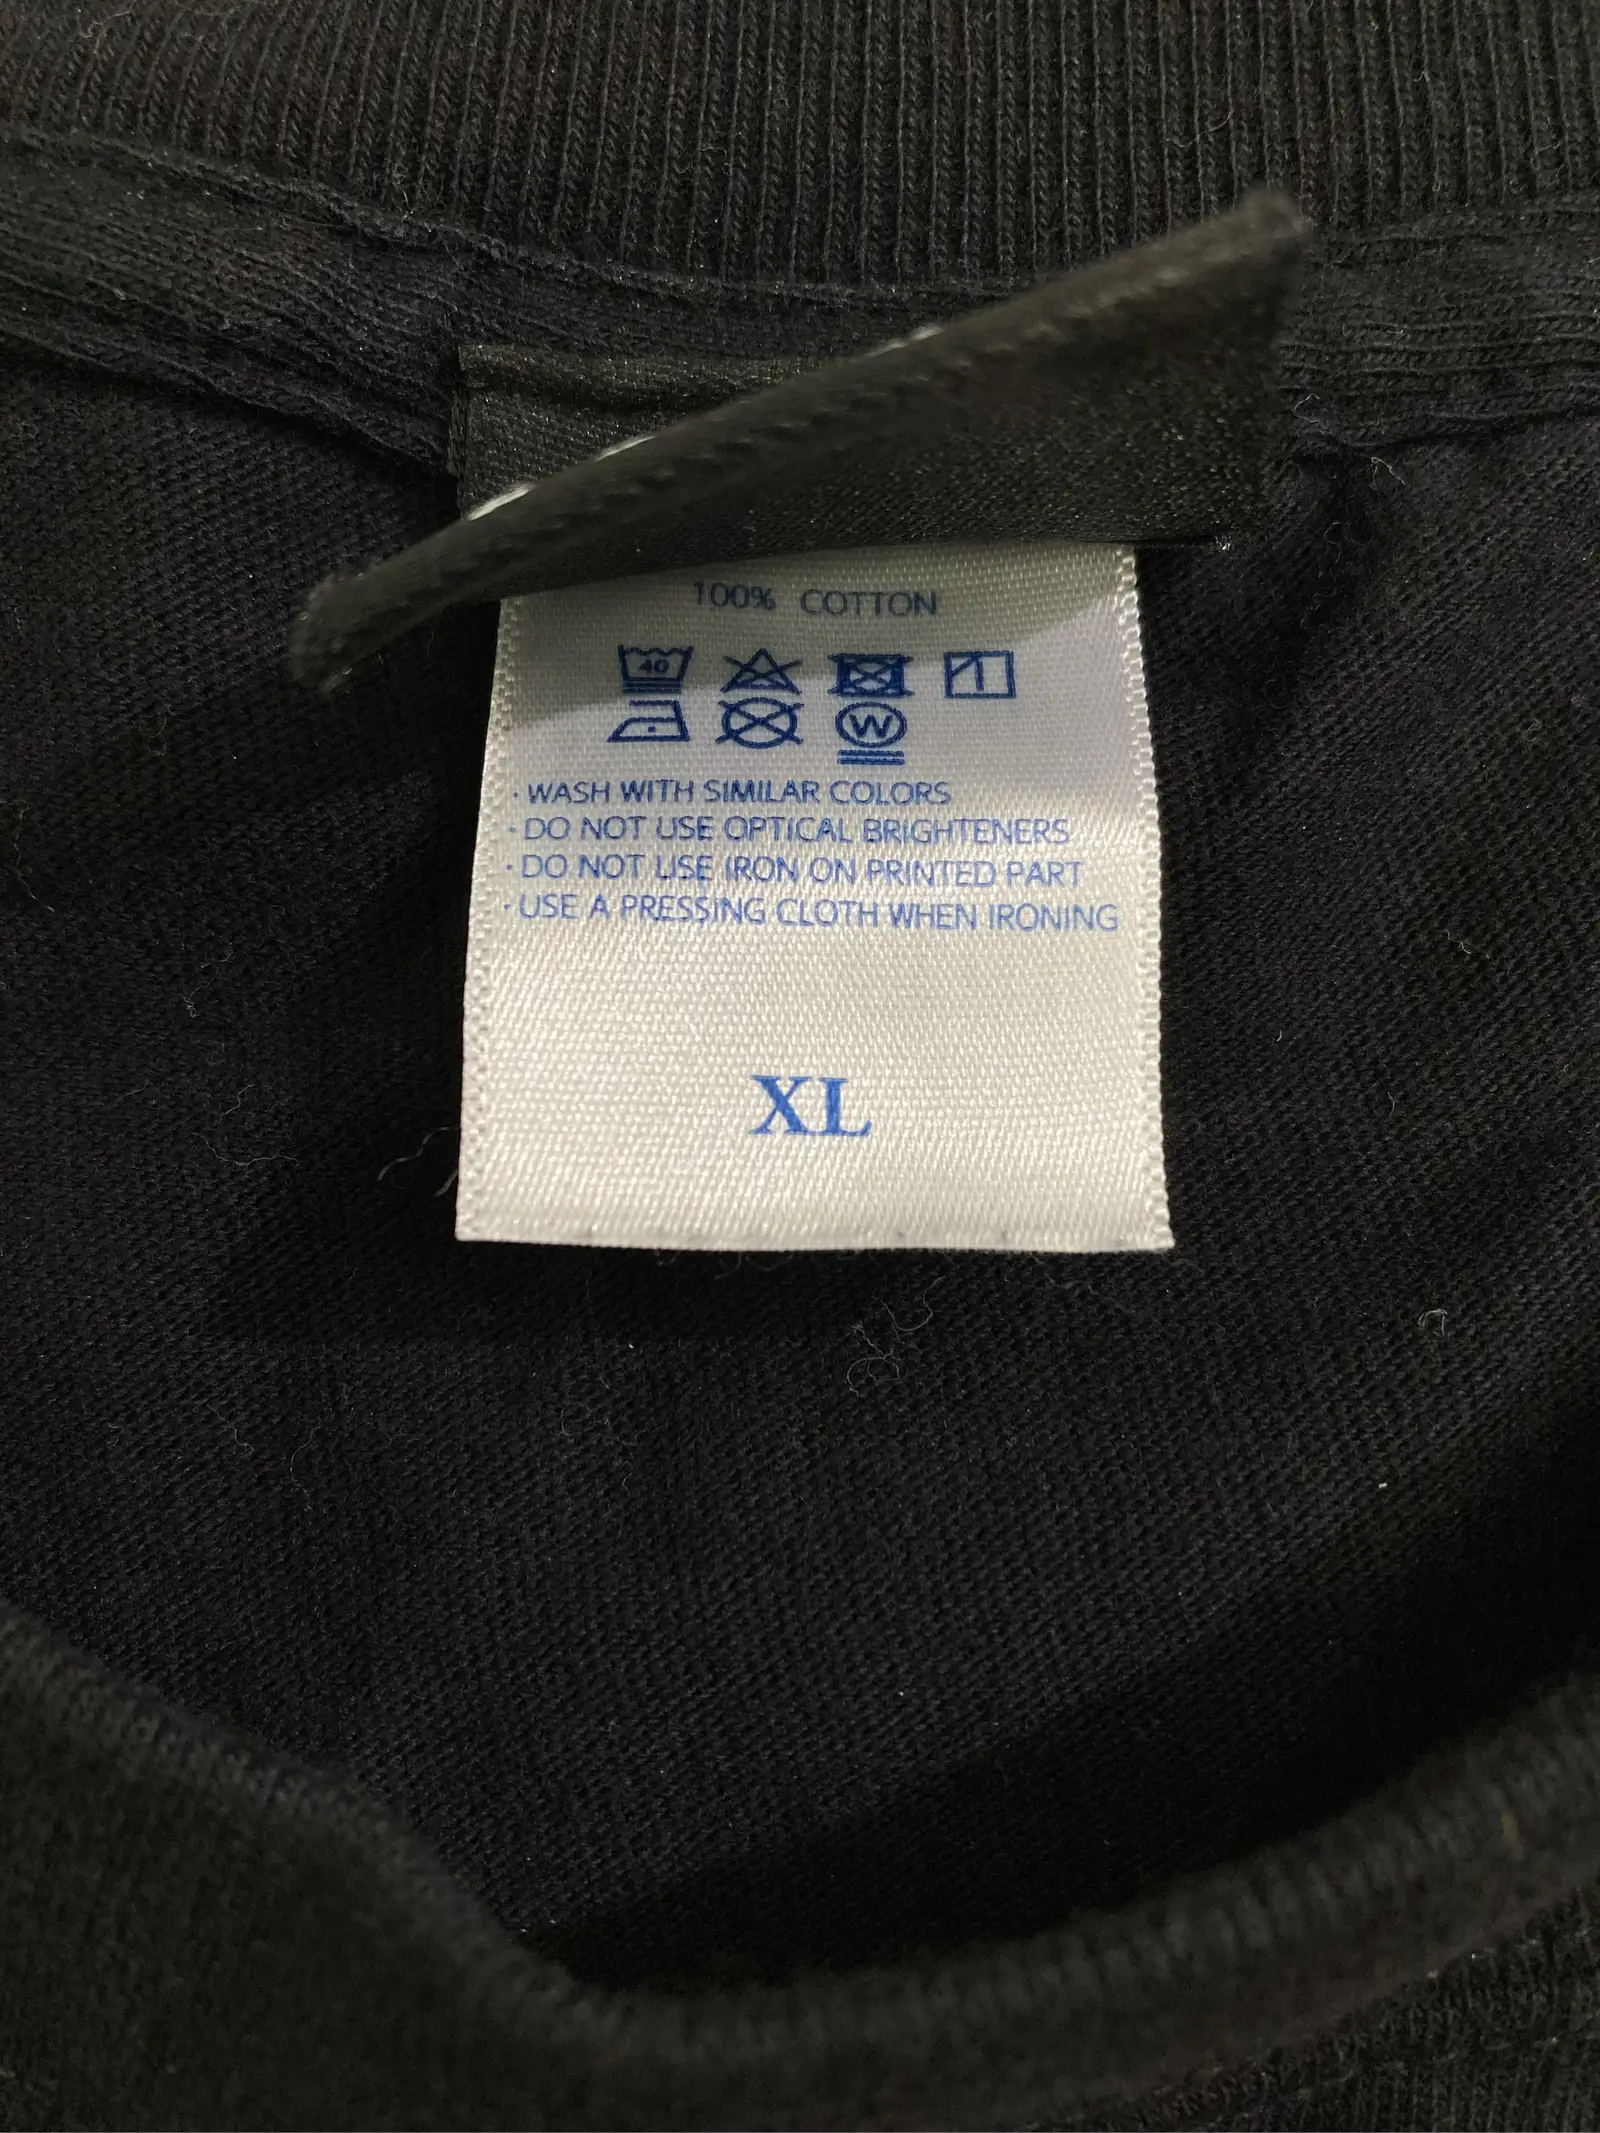 100% COTTON
40
W
· WASH WITH SIMILAR COLORS
· DO NOT USE OPTICAL BRIGHTENERS
· DO NOT USE IRON ON PRINTED PART
· USE A PRESSING CLOTH WHEN IRONING
XL